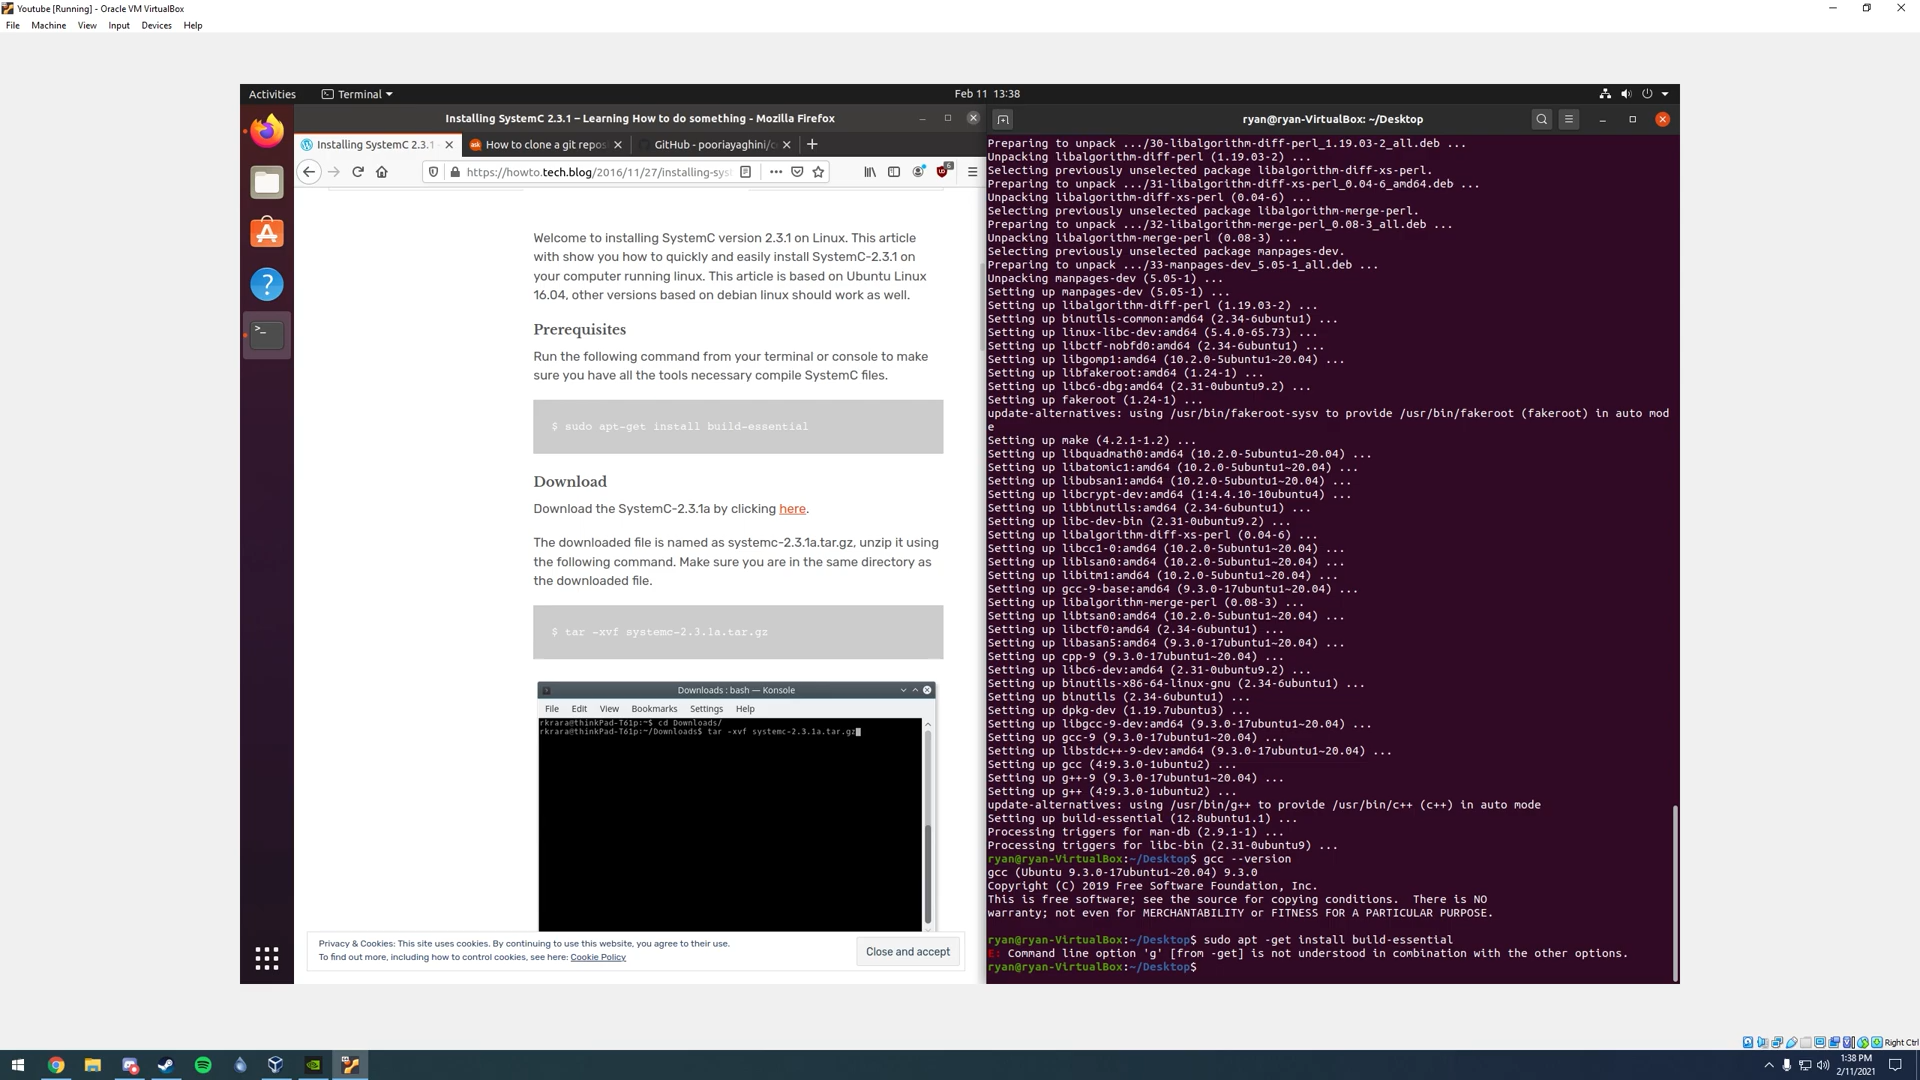 Youtube [Running] - Oracle VM VirtualBox
File Machine View Input Devices Help
Activities
Terminal
Feb 11 13:38
Installing SystemC 2.3.1 – Learning How to do something - Mozilla Firefox
Installing SystemC 2.3.1
How to clone a git repos
GitHub - pooriayaghini/c
https://howto.tech.blog/2016/11/27/installing-sys
6
Welcome to installing SystemC version 2.3.1 on Linux. This article
with show you how to quickly and easily install SystemC-2.3.1 on
your computer running linux. This article is based on Ubuntu Linux
16.04, other versions based on debian linux should work as well.
Prerequisites
Run the following command from your terminal or console to make
sure you have all the tools necessary compile SystemC files.
$ sudo apt-get install build-essential
Download
Download the SystemC-2.3.1a by clicking here.
The downloaded file is named as systemc-2.3.1a.tar.gz, unzip it using
the following command. Make sure you are in the same directory as
the downloaded file.
$ tar -xvf systemc-2.3.1a.tar.gz
Downloads : bash — Konsole
File Edit View Bookmarks Settings Help
rkrara@thinkPad-T61p:~$ cd Downloads/
rkrara@thinkPad-T61p:~/Downloads$ tar -xvf systemc-2.3.1a.tar.gz
Privacy & Cookies: This site uses cookies. By continuing to use this website, you agree to their use.
To find out more, including how to control cookies, see here: Cookie Policy
Close and accept
ryan@ryan-VirtualBox: ~/Desktop
Preparing to unpack .../30-libalgorithm-diff-perl_1.19.03-2_all.deb ...
Unpacking libalgorithm-diff-perl (1.19.03-2) ...
Selecting previously unselected package libalgorithm-diff-xs-perl.
Preparing to unpack .../31-libalgorithm-diff-xs-perl_0.04-6_amd64.deb ...
Unpacking libalgorithm-diff-xs-perl (0.04-6) ...
Selecting previously unselected package libalgorithm-merge-perl.
Preparing to unpack .../32-libalgorithm-merge-perl_0.08-3_all.deb ...
Unpacking libalgorithm-merge-perl (0.08-3) ...
Selecting previously unselected package manpages-dev.
Preparing to unpack .../33-manpages-dev_5.05-1_all.deb ...
Unpacking manpages-dev (5.05-1) ...
Setting up manpages-dev (5.05-1) ...
Setting up libalgorithm-diff-perl (1.19.03-2) ...
Setting up binutils-common:amd64 (2.34-6ubuntu1) ...
Setting up linux-libc-dev:amd64 (5.4.0-65.73) ...
Setting up libctf-nobfd0:amd64 (2.34-6ubuntu1) ...
Setting up libgomp1:amd64 (10.2.0-5ubuntu1~20.04) ...
Setting up libfakeroot:amd64 (1.24-1) ...
Setting up libc6-dbg:amd64 (2.31-0ubuntu9.2) ...
Setting up fakeroot (1.24-1) ...
update-alternatives: using /usr/bin/fakeroot-sysv to provide /usr/bin/fakeroot (fakeroot) in auto mod
e
Setting up make (4.2.1-1.2) ...
Setting up libquadmath0:amd64 (10.2.0-5ubuntu1~20.04) ...
Setting up libatomic1:amd64 (10.2.0-5ubuntu1~20.04) ...
Setting up libubsan1:amd64 (10.2.0-5ubuntu1~20.04) ...
Setting up libcrypt-dev:amd64 (1:4.4.10-10ubuntu4) ...
Setting up libbinutils:amd64 (2.34-6ubuntu1) ...
Setting up libc-dev-bin (2.31-0ubuntu9.2) ...
Setting up libalgorithm-diff-xs-perl (0.04-6) ...
Setting up libcc1-0:amd64 (10.2.0-5ubuntu1~20.04) ...
Setting up liblsan0:amd64 (10.2.0-5ubuntu1~20.04) ...
Setting up libitm1:amd64 (10.2.0-5ubuntu1~20.04) ...
Setting up gcc-9-base:amd64 (9.3.0-17ubuntu1~20.04) ...
Setting up libalgorithm-merge-perl (0.08-3) ...
Setting up libtsan0:amd64 (10.2.0-5ubuntu1~20.04) ...
Setting up libctf0:amd64 (2.34-6ubuntu1) ...
Setting up libasan5:amd64 (9.3.0-17ubuntu1~20.04) ...
Setting up cpp-9 (9.3.0-17ubuntu1~20.04) ...
Setting up libc6-dev:amd64 (2.31-0ubuntu9.2) ...
Setting up binutils-x86-64-linux-gnu (2.34-6ubuntu1) ...
Setting up binutils (2.34-6ubuntu1) ...
Setting up dpkg-dev (1.19.7ubuntu3) ...
Setting up libgcc-9-dev:amd64 (9.3.0-17ubuntu1~20.04) ...
Setting up gcc-9 (9.3.0-17ubuntu1~20.04) ...
Setting up libstdc++-9-dev:amd64 (9.3.0-17ubuntu1~20.04) ...
Setting up gcc (4:9.3.0-1ubuntu2) ...
Setting up g++-9 (9.3.0-17ubuntu1~20.04) ...
Setting up g++ (4:9.3.0-1ubuntu2) ...
update-alternatives: using /usr/bin/g++ to provide /usr/bin/c++ (c++) in auto mode
Setting up build-essential (12.8ubuntu1.1) ...
Processing triggers for man-db (2.9.1-1) ...
Processing triggers for libc-bin (2.31-0ubuntu9) ...
ryan@ryan-VirtualBox:~/Desktop$ gcc --version
gcc (Ubuntu 9.3.0-17ubuntu1~20.04) 9.3.0
Copyright (C) 2019 Free Software Foundation, Inc.
This is free software; see the source for copying conditions.  There is NO
warranty; not even for MERCHANTABILITY or FITNESS FOR A PARTICULAR PURPOSE.
ryan@ryan-VirtualBox:~/Desktop$ sudo apt -get install build-essential
E: Command line option 'g' [from -get] is not understood in combination with the other options.
ryan@ryan-VirtualBox:~/Desktop$
Right Ctrl
1:38 PM
2/11/2021